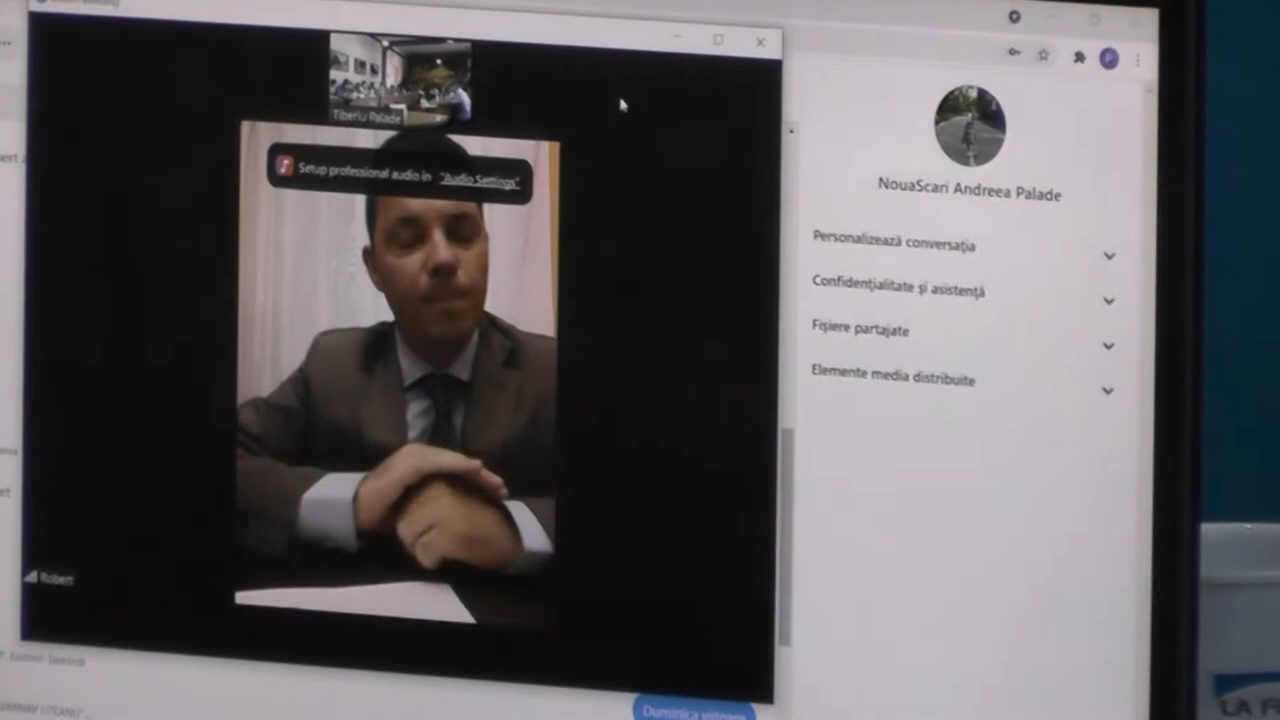 Tiberiu Palade
Setup professional audio in "Audio Settings"
Robert
NouaScari Andreea Palade
Personalizează conversația
Confidențialitate și asistență
Fișiere partajate
Elemente media distribuite
Duminica viitoare
LA